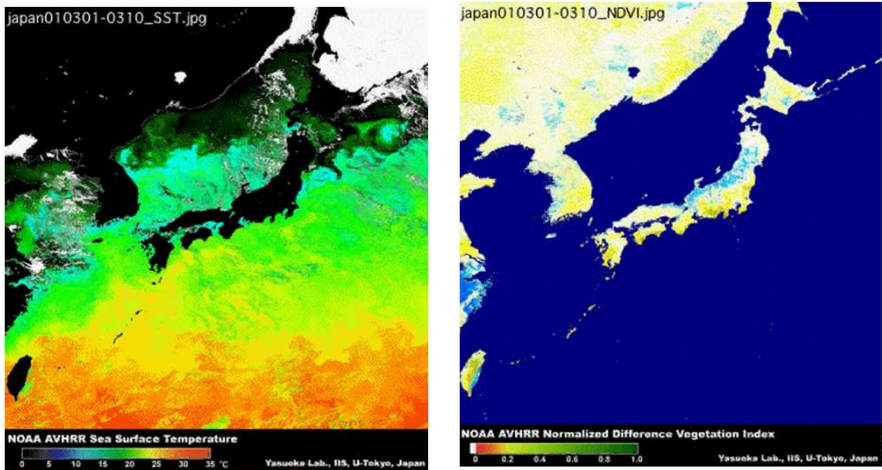 japan010301-0310_SST.jpg
NOAA AVHRR Sea Surface Temperature
0 5 10 15 20 25 30 35 °C
Yasuoka Lab., IIS, U-Tokyo, Japan
japan010301-0310_NDVI.jpg
NOAA AVHRR Normalized Difference Vegetation Index
0 0.2 0.4 0.6 0.8 1.0
Yasuoka Lab., IIS, U-Tokyo, Japan